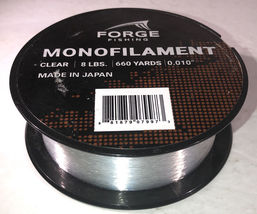 FORGE
FISHING
MONOFILAMENT
CLEAR 8 LBS. 660 YARDS 0.010"
MADE IN JAPAN